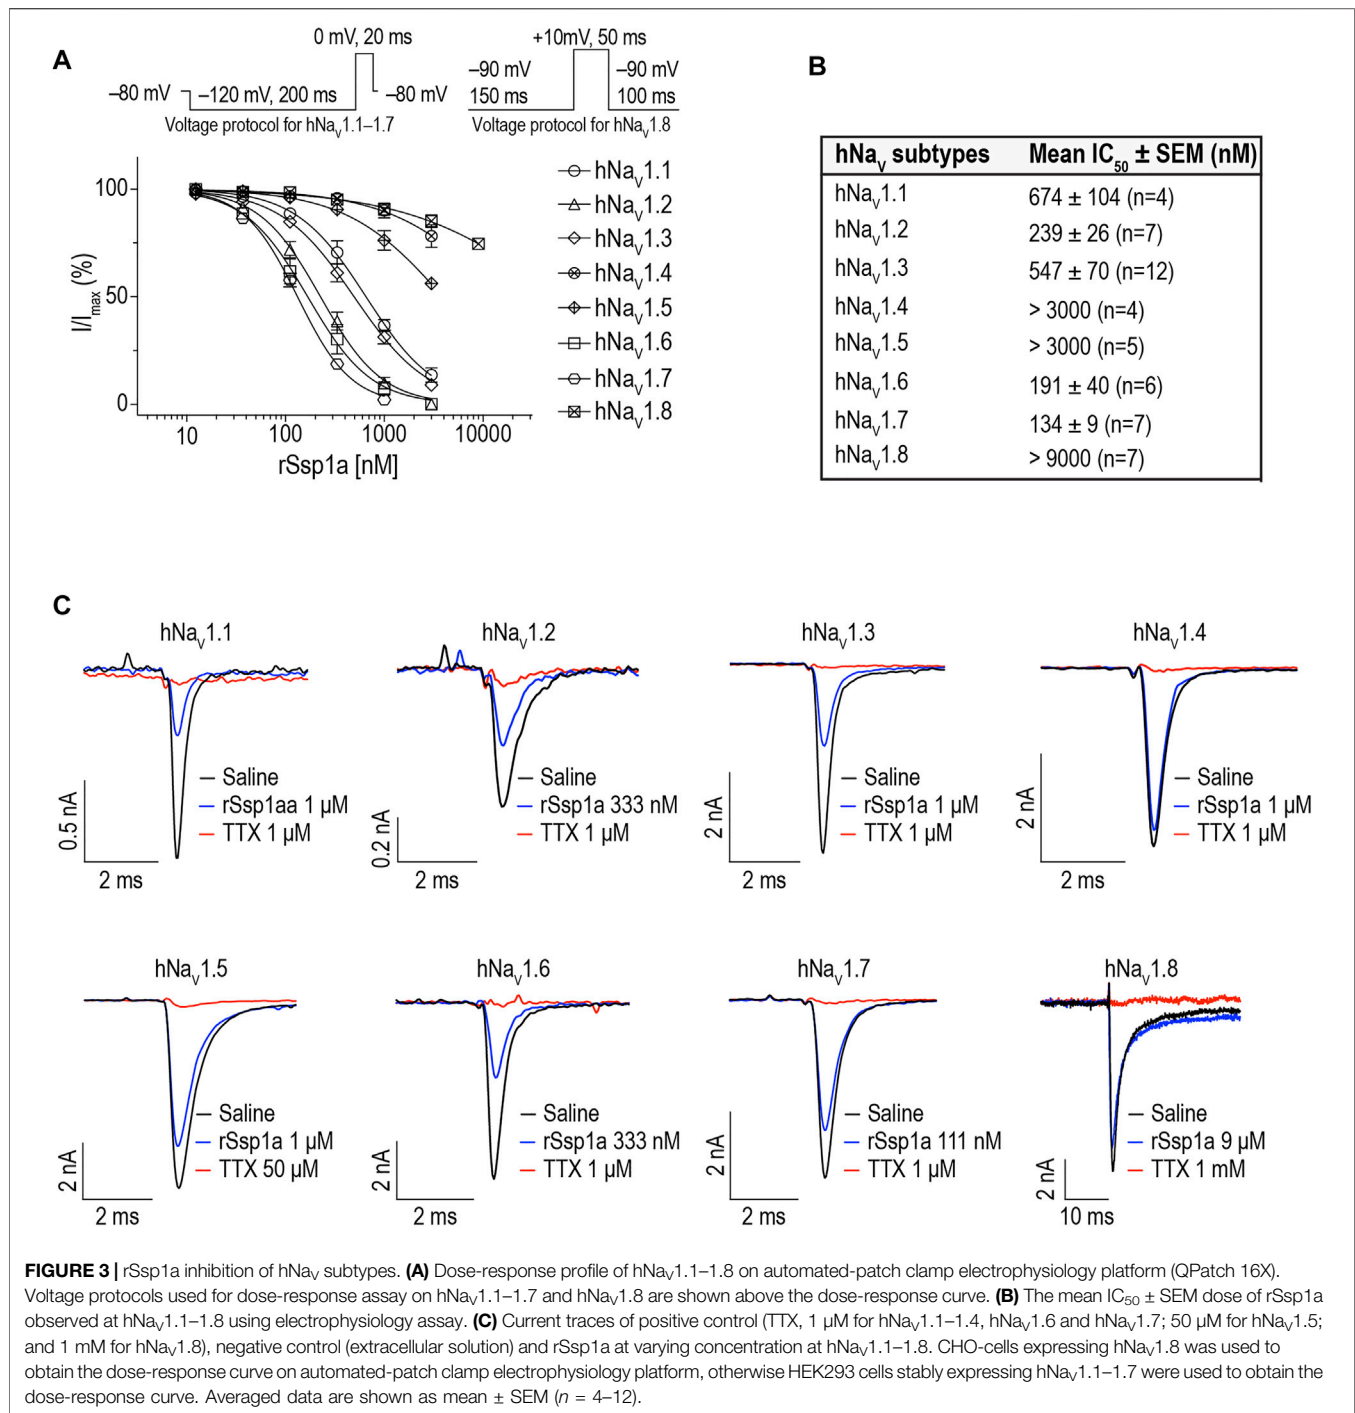 A
0 mV, 20 ms
–80 mV
–120 mV, 200 ms
–80 mV
Voltage protocol for hNaV1.1–1.7
+10mV, 50 ms
–90 mV
–90 mV
150 ms
100 ms
Voltage protocol for hNaV1.8
100
50
0
I/Imax (%)
10
100
1000
10000
rSsp1a [nM]
hNaV1.1
hNaV1.2
hNaV1.3
hNaV1.4
hNaV1.5
hNaV1.6
hNaV1.7
hNaV1.8
B
hNaV subtypes Mean IC50 ± SEM (nM)
hNaV1.1 674 ± 104 (n=4)
hNaV1.2 239 ± 26 (n=7)
hNaV1.3 547 ± 70 (n=12)
hNaV1.4 > 3000 (n=4)
hNaV1.5 > 3000 (n=5)
hNaV1.6 191 ± 40 (n=6)
hNaV1.7 134 ± 9 (n=7)
hNaV1.8 > 9000 (n=7)
C
hNaV1.1
Saline
rSsp1aa 1 µM
TTX 1 µM
0.5 nA
2 ms
hNaV1.2
Saline
rSsp1a 333 nM
TTX 1 µM
0.2 nA
2 ms
hNaV1.3
Saline
rSsp1a 1 µM
TTX 1 µM
2 nA
2 ms
hNaV1.4
Saline
rSsp1a 1 µM
TTX 1 µM
2 nA
2 ms
hNaV1.5
Saline
rSsp1a 1 µM
TTX 50 µM
2 nA
2 ms
hNaV1.6
Saline
rSsp1a 333 nM
TTX 1 µM
2 nA
2 ms
hNaV1.7
Saline
rSsp1a 111 nM
TTX 1 µM
2 nA
2 ms
hNaV1.8
Saline
rSsp1a 9 µM
TTX 1 mM
2 nA
10 ms
FIGURE 3 | rSsp1a inhibition of hNaV subtypes. (A) Dose-response profile of hNaV1.1–1.8 on automated-patch clamp electrophysiology platform (QPatch 16X).
Voltage protocols used for dose-response assay on hNaV1.1–1.7 and hNaV1.8 are shown above the dose-response curve. (B) The mean IC50 ± SEM dose of rSsp1a
observed at hNaV1.1–1.8 using electrophysiology assay. (C) Current traces of positive control (TTX, 1 µM for hNaV1.1–1.4, hNaV1.6 and hNaV1.7; 50 µM for hNaV1.5;
and 1 mM for hNaV1.8), negative control (extracellular solution) and rSsp1a at varying concentration at hNaV1.1–1.8. CHO-cells expressing hNaV1.8 was used to
obtain the dose-response curve on automated-patch clamp electrophysiology platform, otherwise HEK293 cells stably expressing hNaV1.1–1.7 were used to obtain the
dose-response curve. Averaged data are shown as mean ± SEM (n = 4–12).